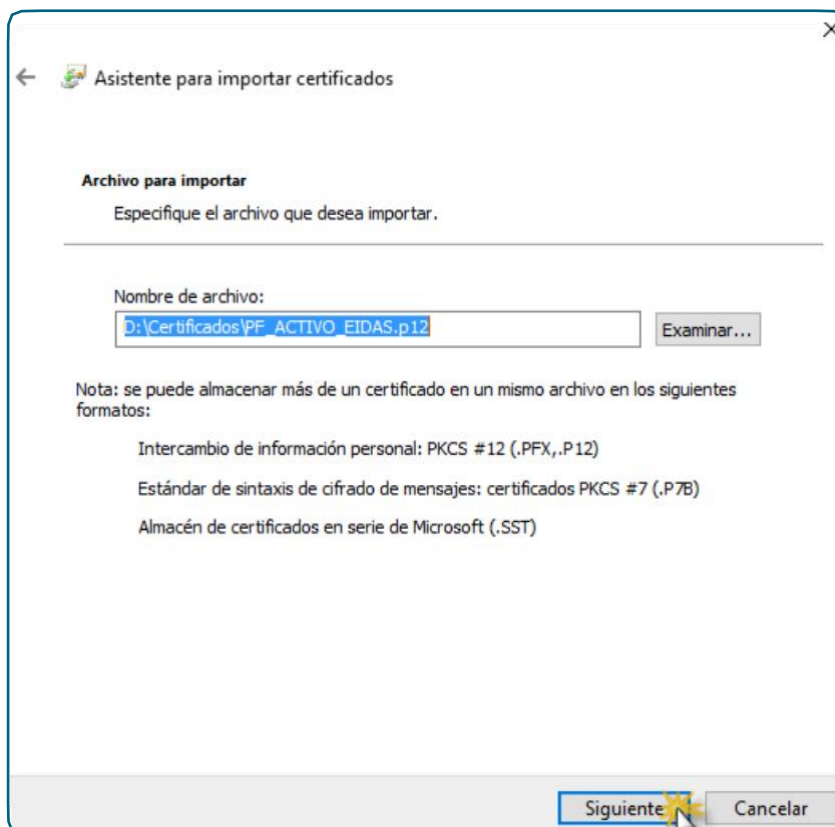 Asistente para importar certificados
Archivo para importar
Especifique el archivo que desea importar.
Nombre de archivo:
D:\Certificados\PF_ACTIVO_EIDAS.p12
Examinar...
Nota: se puede almacenar más de un certificado en un mismo archivo en los siguientes
formatos:
Intercambio de información personal: PKCS #12 (.PFX,.P12)
Estándar de sintaxis de cifrado de mensajes: certificados PKCS #7 (.P7B)
Almacén de certificados en serie de Microsoft (.SST)
Siguiente Cancelar